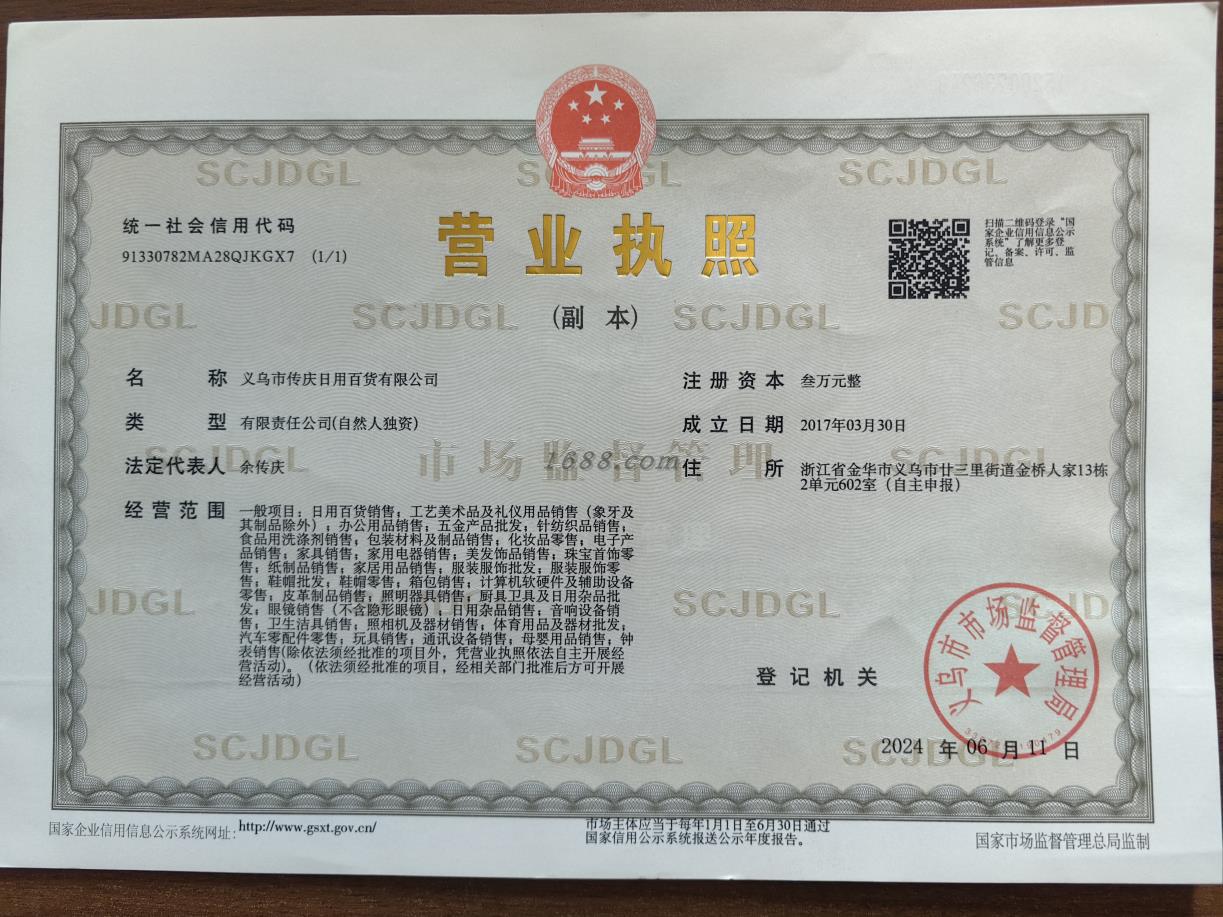 统一社会信用代码
91330782MA28QJKGX7 (1/1)
营业执照
(副 本)
扫描二维码登录“国
家企业信用信息公示
系统”了解更多登
记、备案、许可、监
管信息
名 称 义乌市传庆日用百货有限公司
类 型 有限责任公司(自然人独资)
法定代表人 余传庆
经营范围 一般项目：日用百货销售；工艺美术品及礼仪用品销售（象牙及
其制品除外）；办公用品销售；五金产品批发；针纺织品销售；
食品用洗涤剂销售；包装材料及制品销售；化妆品零售；电子产
品销售；家具销售；家用电器销售；美发饰品销售；珠宝首饰零
售；纸制品销售；家居用品销售；服装服饰批发；服装服饰零
售；鞋帽批发；鞋帽零售；箱包销售；计算机软硬件及辅助设备
零售；皮革制品销售；照明器具销售；厨具卫具及日用杂品批
发；眼镜销售（不含隐形眼镜）；日用杂品销售；音响设备销
售；卫生洁具销售；照相机及器材销售；体育用品及器材批发；
汽车零配件零售；玩具销售；通讯设备销售；母婴用品销售；钟
表销售(除依法须经批准的项目外，凭营业执照依法自主开展经
营活动)。（依法须经批准的项目，经相关部门批准后方可开展
经营活动）
注册资本 叁万元整
成立日期 2017年03月30日
住 所 浙江省金华市义乌市廿三里街道金桥人家13栋
2单元602室（自主申报）
登记机关
义乌市市场监督管理局
2024 年 06 月 11 日
SCJDGL
SCJDGL
SCJDGL
JDGL
SCJDGL
SCJDGL
SCJD
SCJDGL
市场监督管理
SCJDGL
1688.com
JDGL
SCJDGL
SCJDGL
SCJDGL
SCJDGL
SCJDGL
国家企业信用信息公示系统网址：http://www.gsxt.gov.cn/
市场主体应当于每年1月1日至6月30日通过
国家信用公示系统报送公示年度报告。
国家市场监督管理总局监制